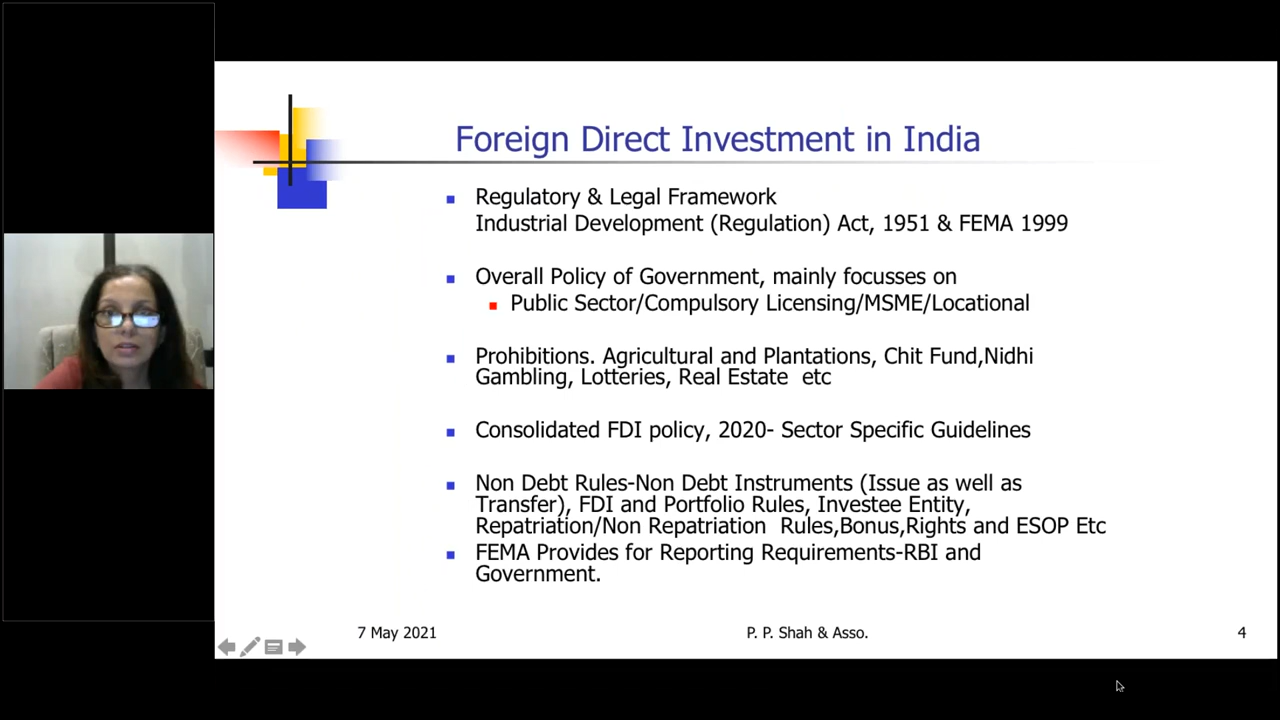 Foreign Direct Investment in India
Regulatory & Legal Framework
Industrial Development (Regulation) Act, 1951 & FEMA 1999
Overall Policy of Government, mainly focusses on
Public Sector/Compulsory Licensing/MSME/Locational
Prohibitions. Agricultural and Plantations, Chit Fund,Nidhi
Gambling, Lotteries, Real Estate etc
Consolidated FDI policy, 2020- Sector Specific Guidelines
Non Debt Rules-Non Debt Instruments (Issue as well as
Transfer), FDI and Portfolio Rules, Investee Entity,
Repatriation/Non Repatriation Rules,Bonus,Rights and ESOP Etc
FEMA Provides for Reporting Requirements-RBI and
Government.
7 May 2021
P. P. Shah & Asso.
4